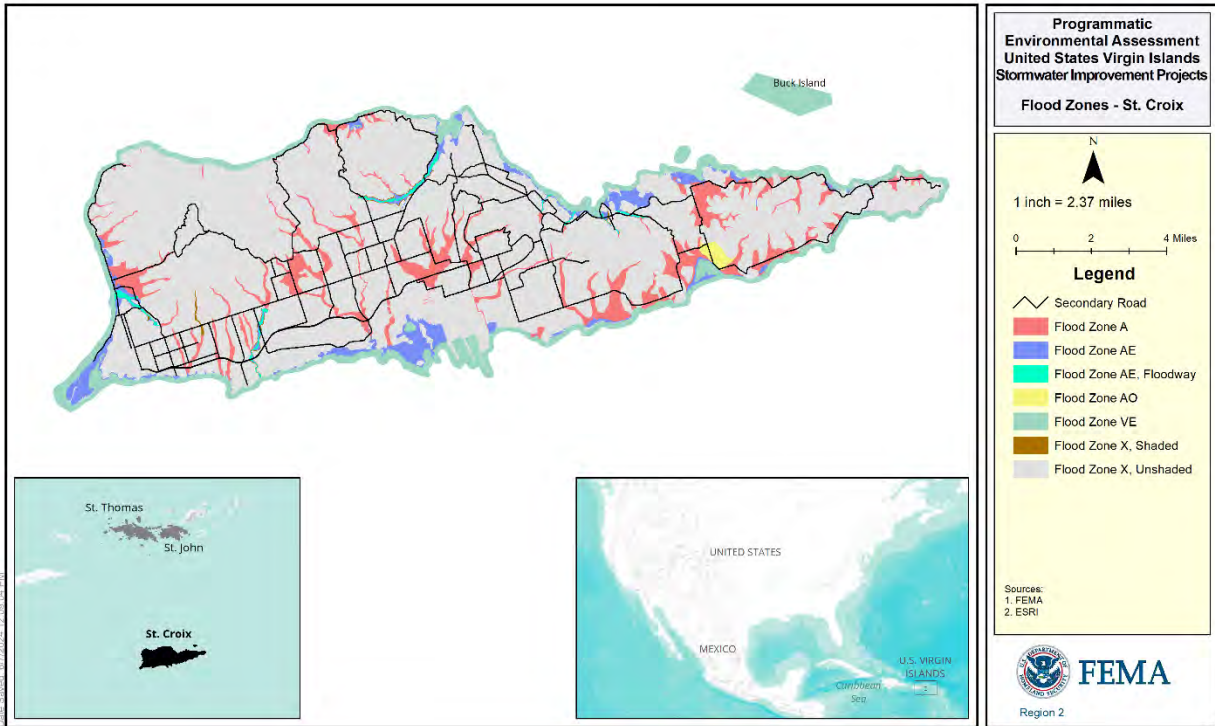 Buck Island
St. Thomas
St. John
St. Croix
UNITED STATES
MEXICO
U.S. VIRGIN
ISLANDS
Caribbean
Sea
Programmatic
Environmental Assessment
United States Virgin Islands
Stormwater Improvement Projects
Flood Zones - St. Croix
N
1 inch = 2.37 miles
0 2 4 Miles
Legend
Secondary Road
Flood Zone A
Flood Zone AE
Flood Zone AE, Floodway
Flood Zone AO
Flood Zone VE
Flood Zone X, Shaded
Flood Zone X, Unshaded
Sources:
1. FEMA
2. ESRI
FEMA
Region 2